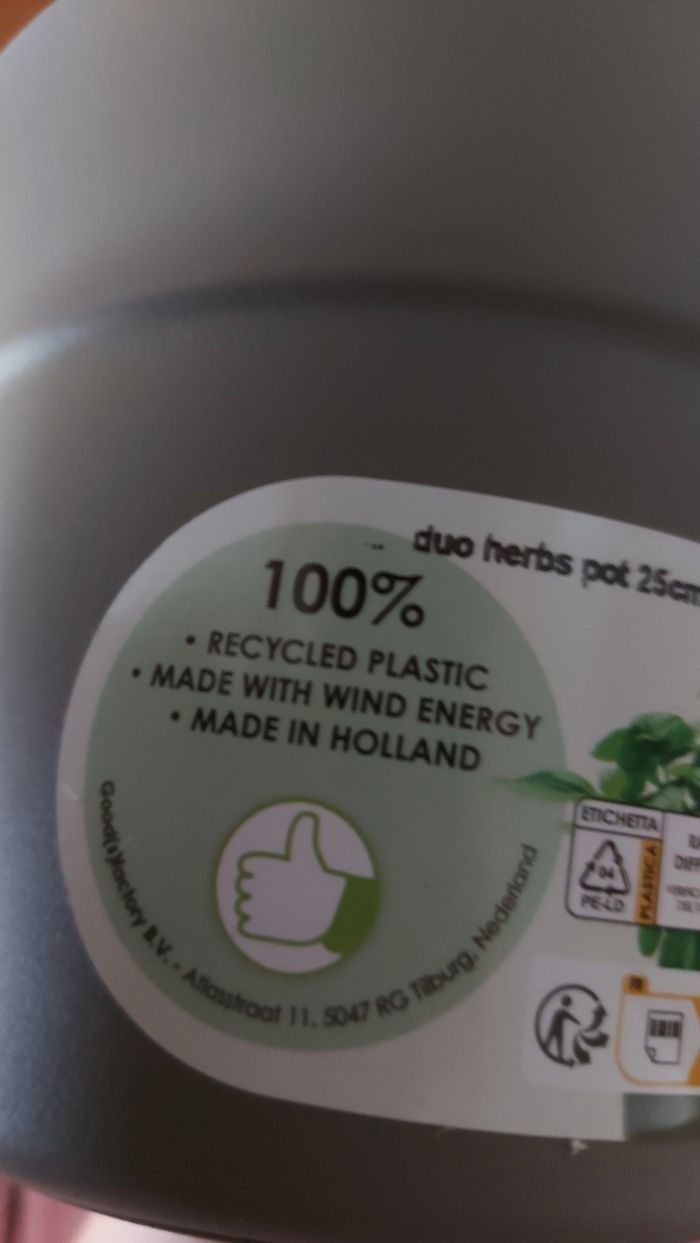 duo herbs pot 25cm
100%
• RECYCLED PLASTIC
• MADE WITH WIND ENERGY
• MADE IN HOLLAND
Good(s)factory B.V. - Atlasstraat 11, 5047 RG Tilburg, Nederland
ETICHETTA
04
PE-LD
PLASTICA
FR